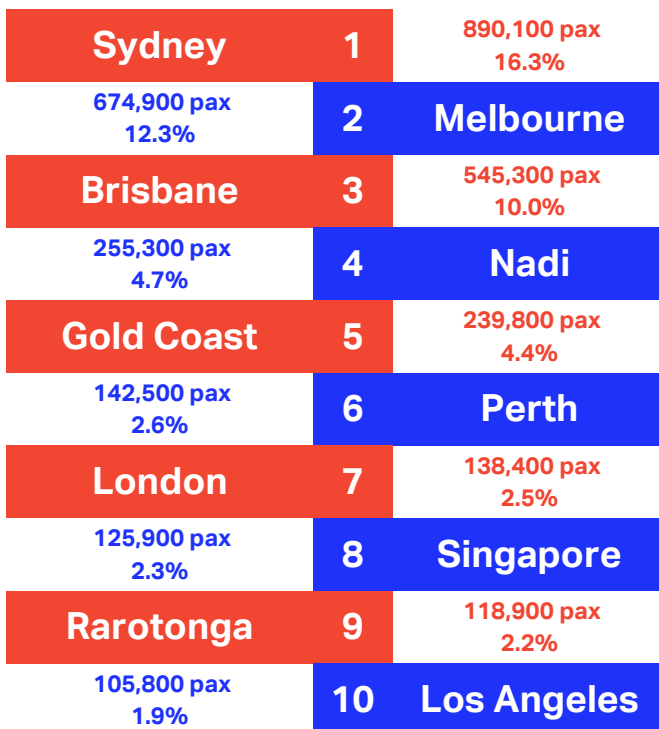 Sydney 1 890,100 pax
16.3%
674,900 pax 2 Melbourne
12.3%
Brisbane 3 545,300 pax
10.0%
255,300 pax 4 Nadi
4.7%
Gold Coast 5 239,800 pax
4.4%
142,500 pax 6 Perth
2.6%
London 7 138,400 pax
2.5%
125,900 pax 8 Singapore
2.3%
Rarotonga 9 118,900 pax
2.2%
105,800 pax 10 Los Angeles
1.9%